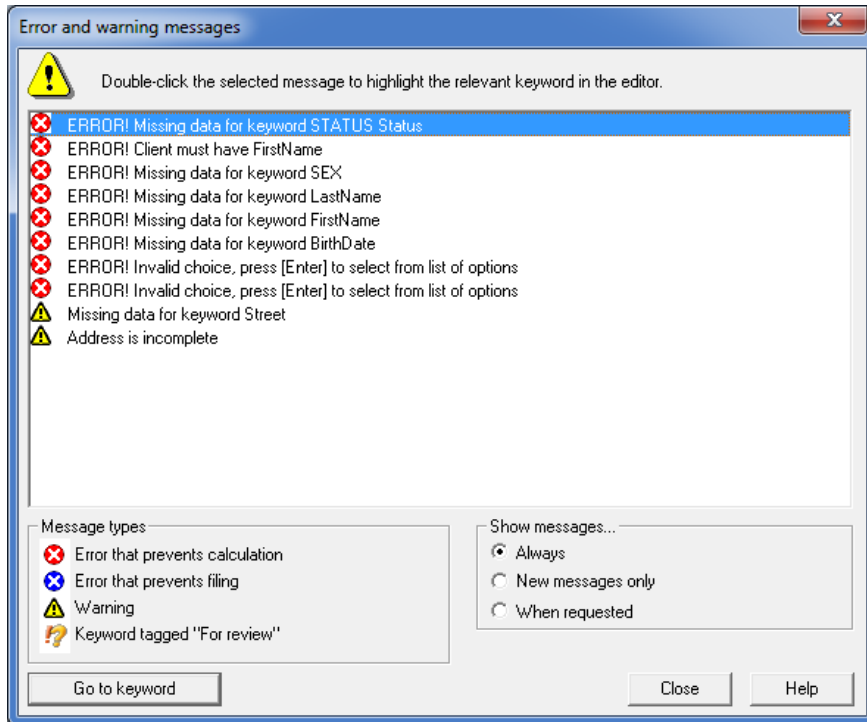 Error and warning messages
Double-click the selected message to highlight the relevant keyword in the editor.
ERROR! Missing data for keyword STATUS Status
ERROR! Client must have FirstName
ERROR! Missing data for keyword SEX
ERROR! Missing data for keyword LastName
ERROR! Missing data for keyword FirstName
ERROR! Missing data for keyword BirthDate
ERROR! Invalid choice, press [Enter] to select from list of options
ERROR! Invalid choice, press [Enter] to select from list of options
Missing data for keyword Street
Address is incomplete
Message types
Error that prevents calculation
Error that prevents filing
Warning
Keyword tagged "For review"
Show messages...
Always
New messages only
When requested
Go to keyword
Close
Help